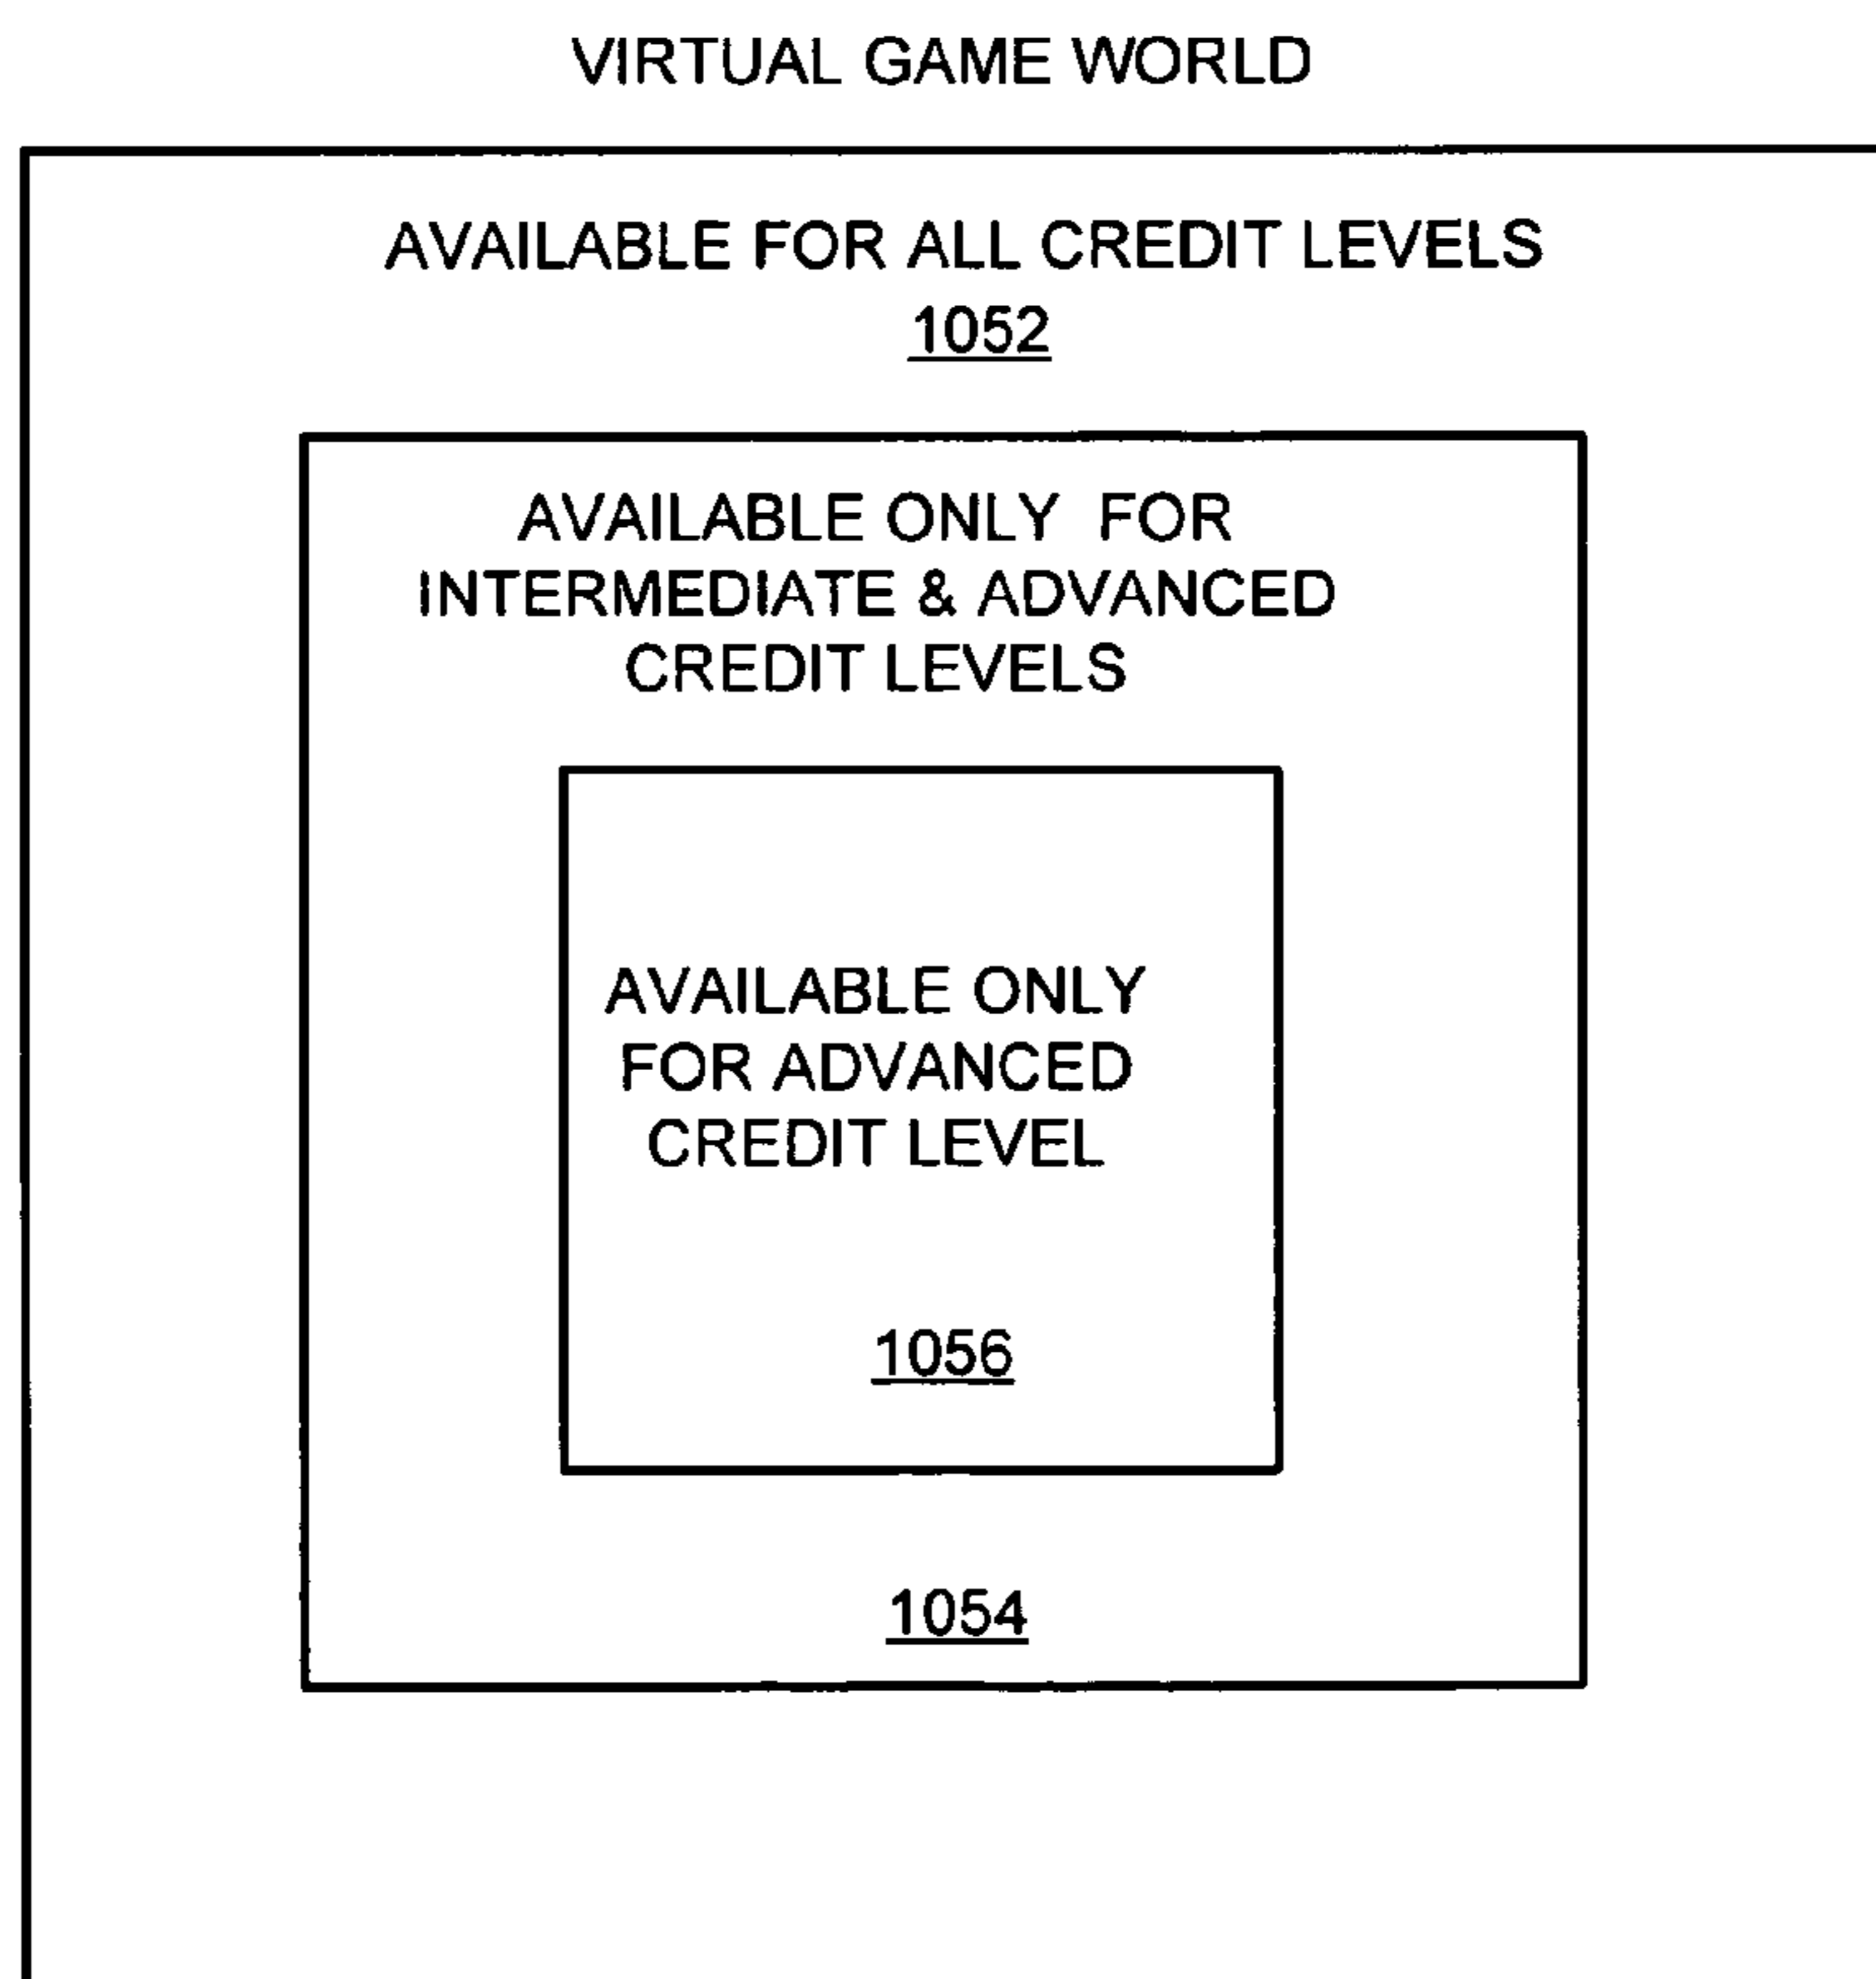 VIRTUAL GAME WORLD
AVAILABLE FOR ALL CREDIT LEVELS
1052
AVAILABLE ONLY FOR
INTERMEDIATE & ADVANCED
CREDIT LEVELS
AVAILABLE ONLY
FOR ADVANCED
CREDIT LEVEL
1056
1054